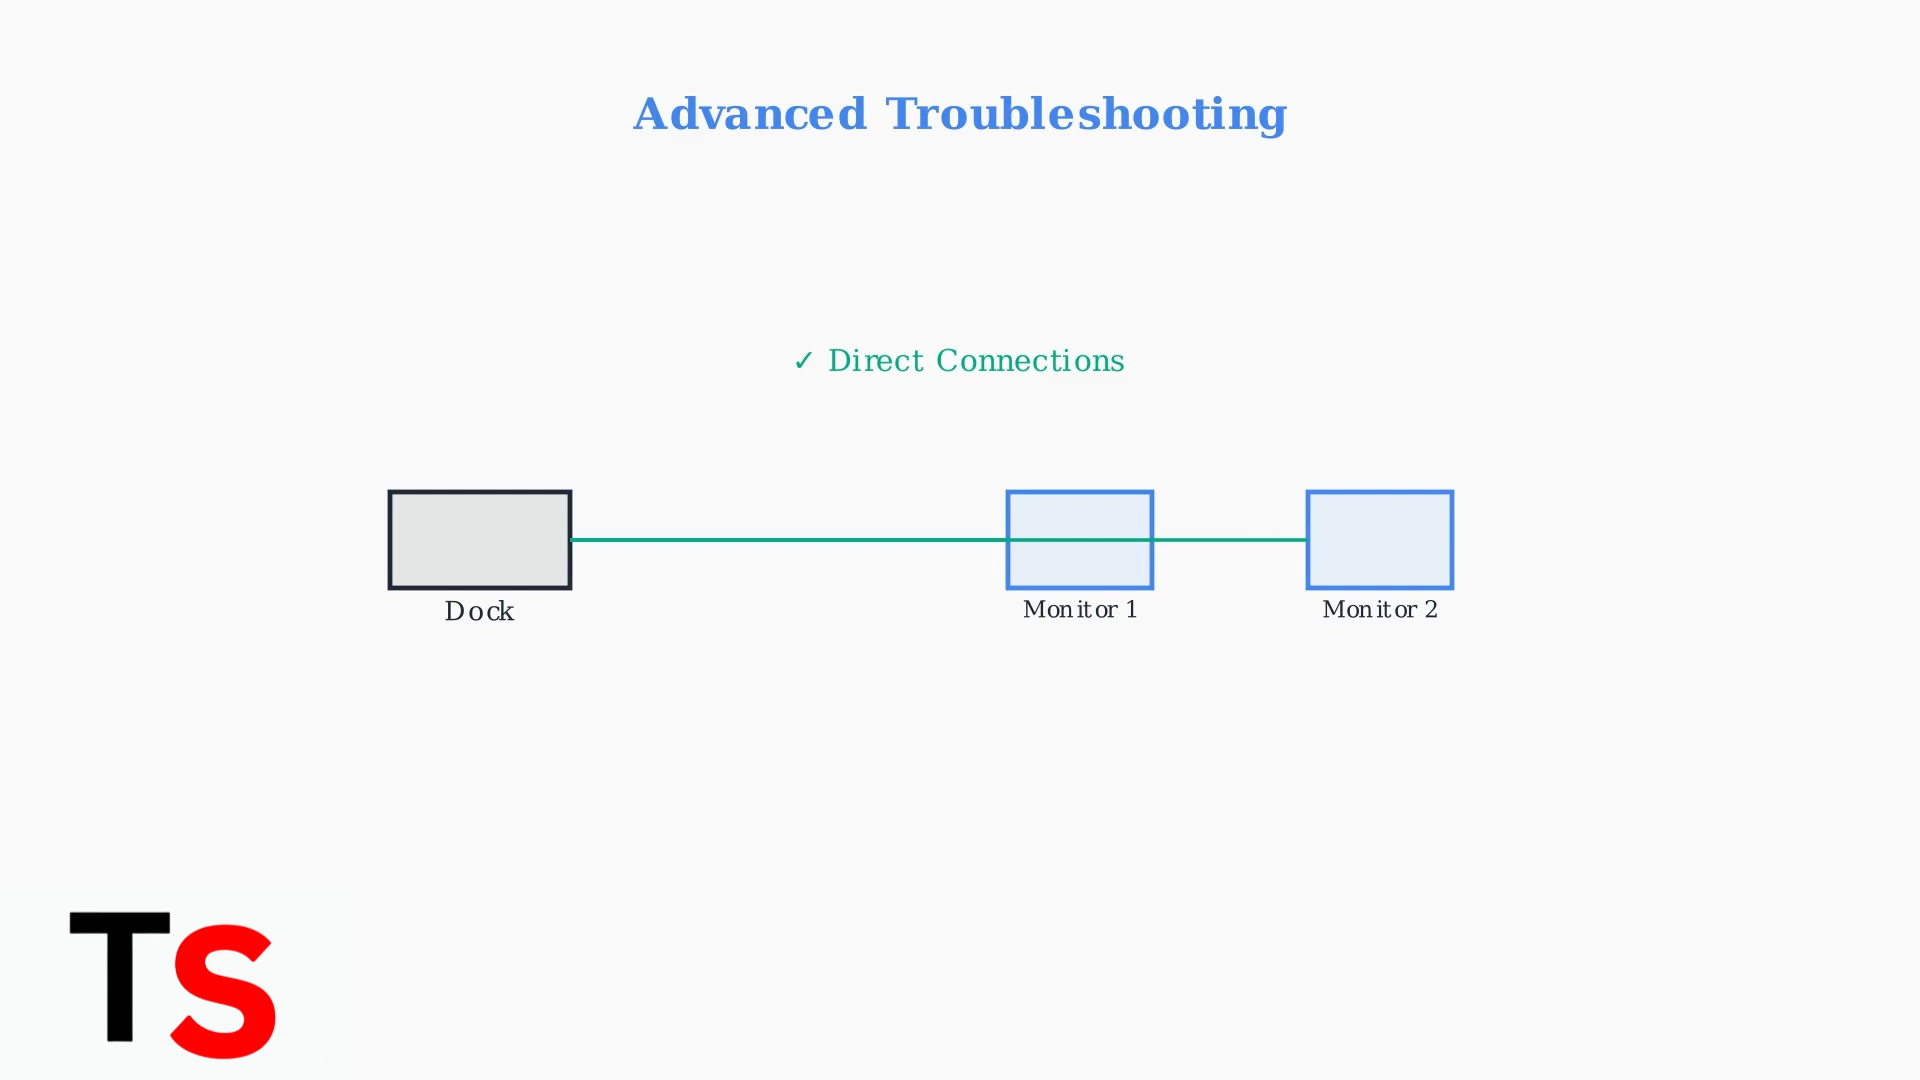 Advanced Troubleshooting
✓ Direct Connections
Dock
Monitor 1
Monitor 2
TS